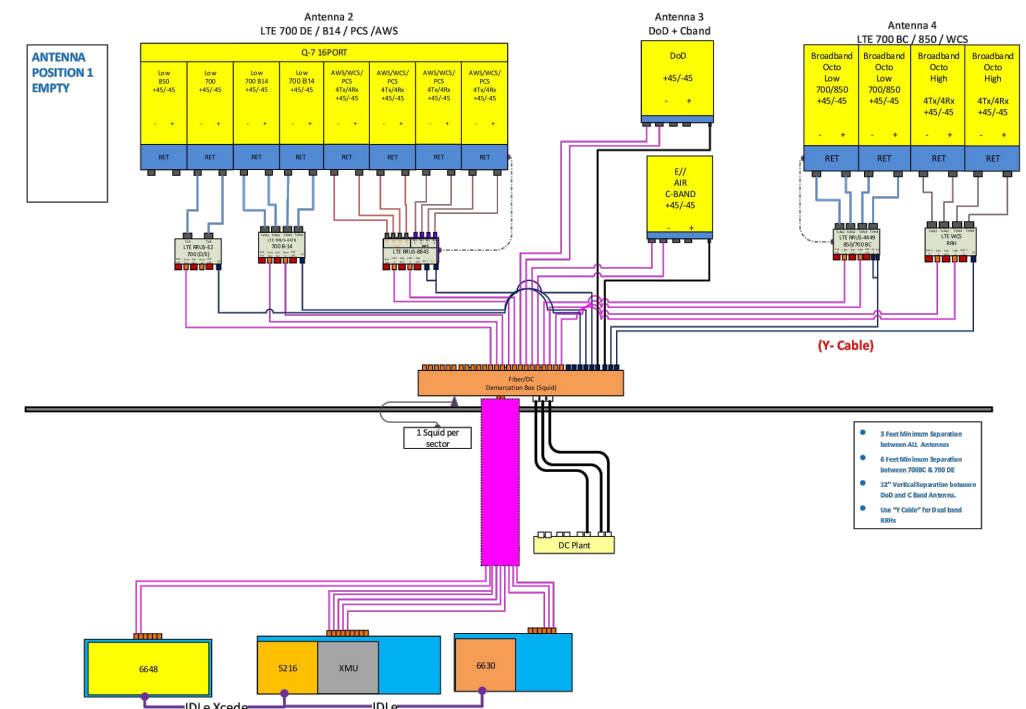 Antenna 2
LTE 700 DE / B14 / PCS /AWS
Antenna 3
DoD + Cband
Antenna 4
LTE 700 BC / 850 / WCS
ANTENNA
POSITION 1
EMPTY
Q-7 16PORT
Low
850
+45/-45
- +
RET
Low
700
+45/-45
- +
RET
Low
700 B14
+45/-45
- +
RET
Low
700 B14
+45/-45
- +
RET
AWS/WCS/
PCS
4Tx/4Rx
+45/-45
- +
RET
AWS/WCS/
PCS
4Tx/4Rx
+45/-45
- +
RET
AWS/WCS/
PCS
4Tx/4Rx
+45/-45
- +
RET
AWS/WCS/
PCS
4Tx/4Rx
+45/-45
- +
RET
DoD
+45/-45
- +
E//
AIR
C-BAND
+45/-45
- +
Broadband
Octo
Low
700/850
+45/-45
- +
RET
Broadband
Octo
Low
700/850
+45/-45
- +
RET
Broadband
Octo
High
4Tx/4Rx
+45/-45
RET
Broadband
Octo
High
4Tx/4Rx
+45/-45
RET
LTE RRUS-E2
700 (D/E)
LTE RRUS-4478
700 B-14
LTE RRUS-8843
LTE RRUS-4449
850/700 BC
LTE WCS
RRH
(Y- Cable)
Fiber/DC
Demarcation Box (Squid)
1 Squid per
sector
3 Feet Minimum Separation
between ALL Antennas
6 Feet Minimum Separation
between 700BC & 700 DE
12" Vertical Separation between
DoD and C Band Antenna.
Use "Y Cable" for Dual band
RRHs
DC Plant
6648
5216
XMU
6630
IDLe Xcede
IDLe